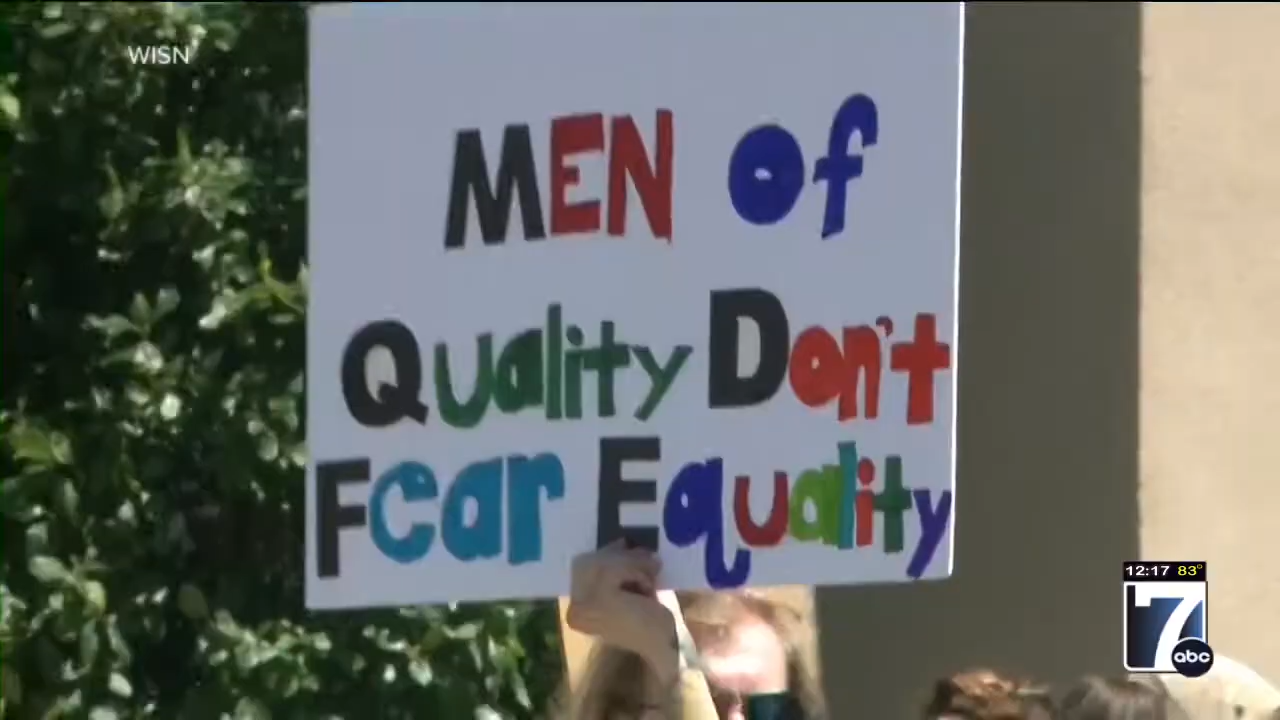 WISN
MEN of
Quality Don't
Fear Equality
12:17 83°
7
abc